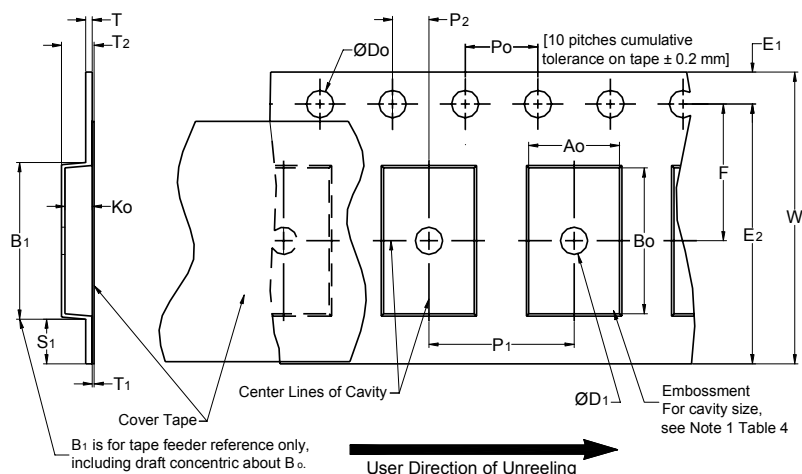 T
T2
P2
ØDo
Po
[10 pitches cumulative
tolerance on tape ± 0.2 mm]
E1
Ao
F
W
Ko
B1
Bo
E2
S1
P1
T1
Center Lines of Cavity
ØD1
Embossment
For cavity size,
see Note 1 Table 4
Cover Tape
B1 is for tape feeder reference only,
including draft concentric about Bo.
User Direction of Unreeling